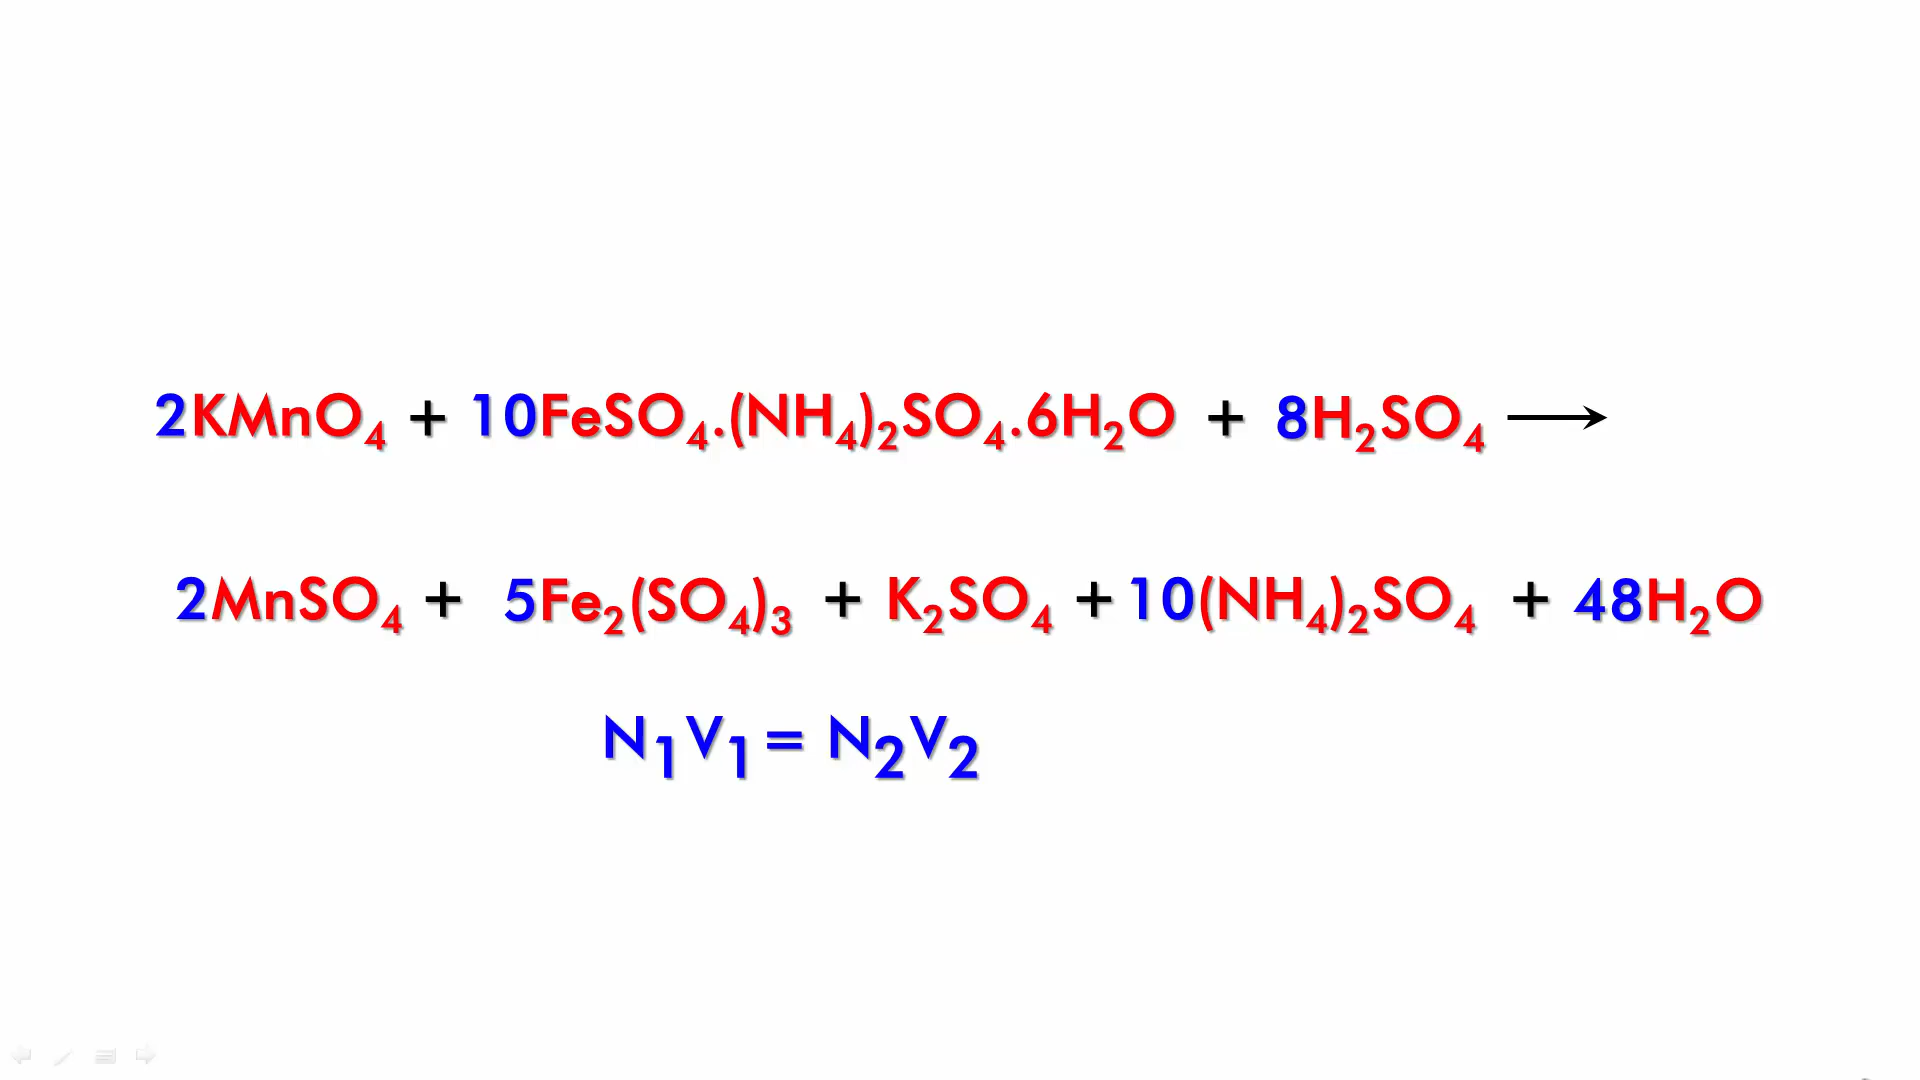 2KMnO₄ + 10FeSO₄.(NH₄)₂SO₄.6H₂O + 8H₂SO₄ ⟶
2MnSO₄ + 5Fe₂(SO₄)₃ + K₂SO₄ + 10(NH₄)₂SO₄ + 48H₂O
N₁V₁ = N₂V₂